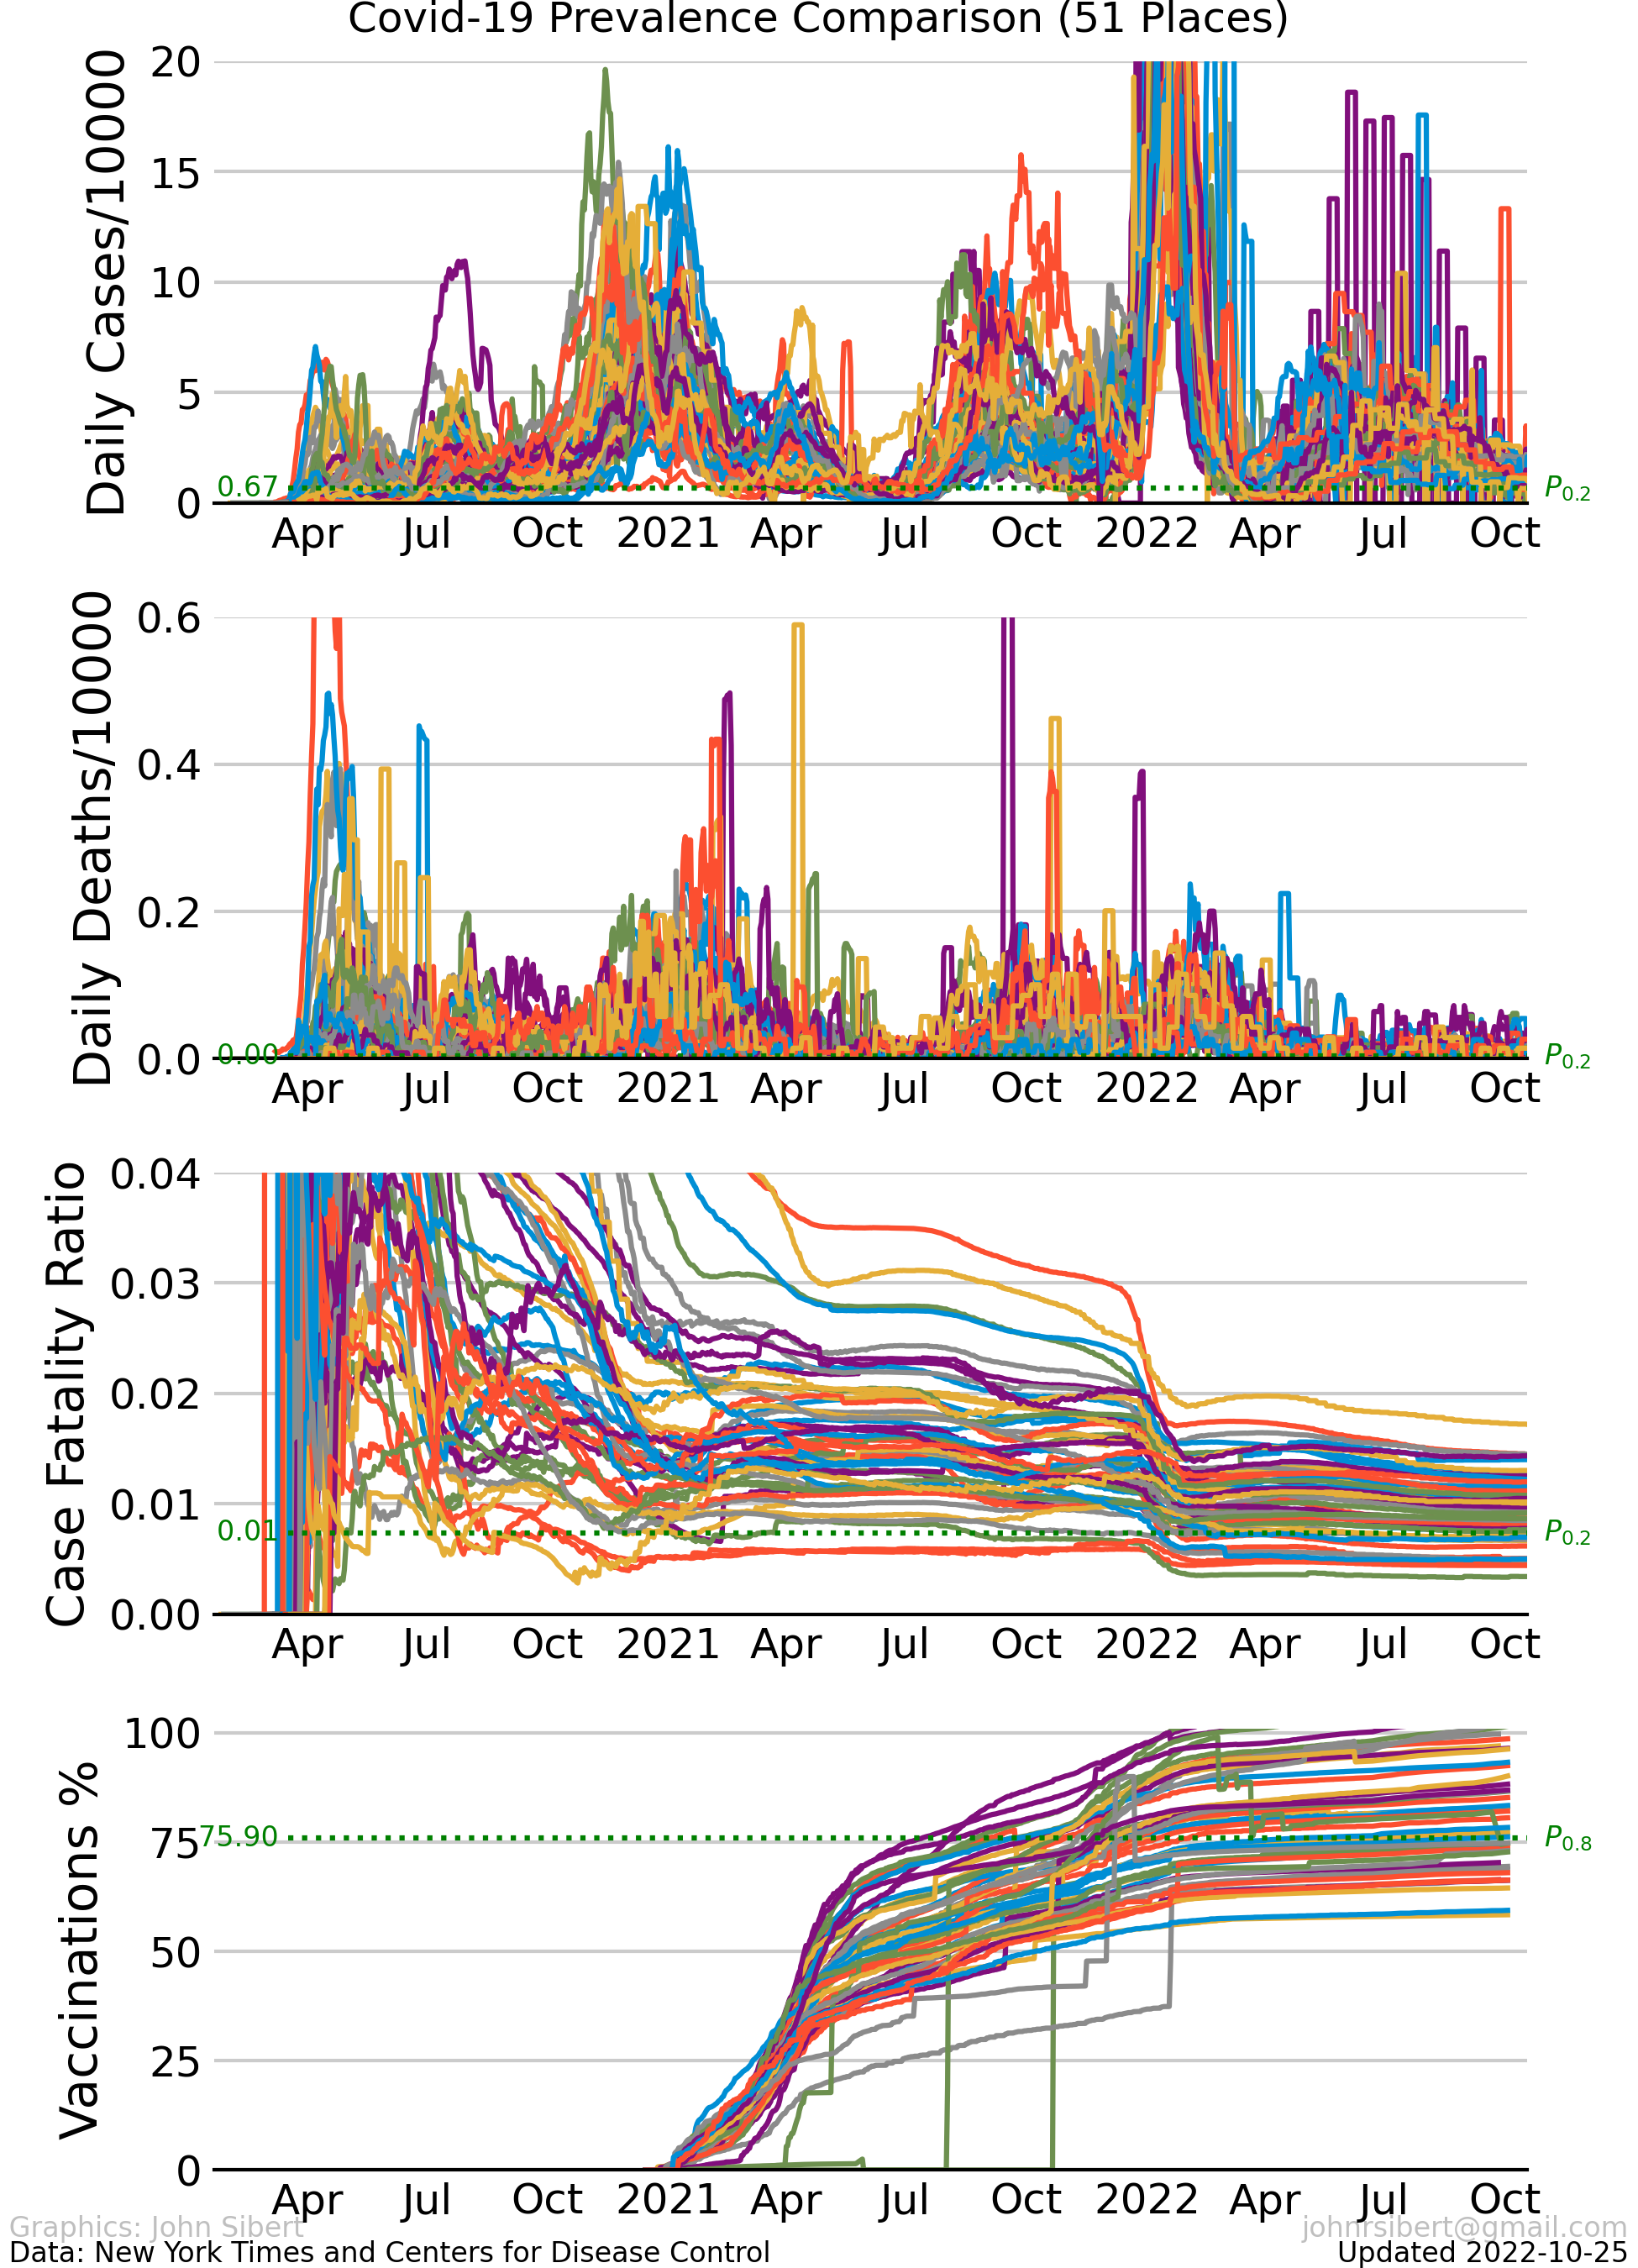 Covid-19 Prevalence Comparison (51 Places)
Daily Cases/10000
20
15
10
5
0
0.67
P0.2
Apr Jul Oct 2021 Apr Jul Oct 2022 Apr Jul Oct
Daily Deaths/10000
0.6
0.4
0.2
0.0
0.00
P0.2
Apr Jul Oct 2021 Apr Jul Oct 2022 Apr Jul Oct
Case Fatality Ratio
0.04
0.03
0.02
0.01
0.00
0.01
P0.2
Apr Jul Oct 2021 Apr Jul Oct 2022 Apr Jul Oct
Vaccinations %
100
75
50
25
0
75.90
P0.8
Apr Jul Oct 2021 Apr Jul Oct 2022 Apr Jul Oct
Graphics: John Sibert johnrsibert@gmail.com
Data: New York Times and Centers for Disease Control Updated 2022-10-25